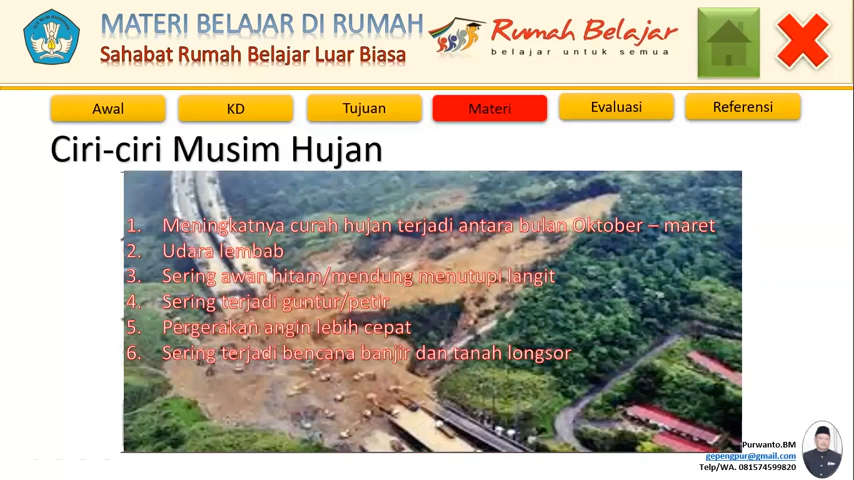 MATERI BELAJAR DI RUMAH
Sahabat Rumah Belajar Luar Biasa
Rumah Belajar
belajar untuk semua
Awal
KD
Tujuan
Materi
Evaluasi
Referensi
Ciri-ciri Musim Hujan
1. Meningkatnya curah hujan terjadi antara bulan Oktober – maret
2. Udara lembab
3. Sering awan hitam/mendung menutupi langit
4. Sering terjadi guntur/petir
5. Pergerakan angin lebih cepat
6. Sering terjadi bencana banjir dan tanah longsor
Purwanto.BM
gepengpur@gmail.com
Telp/WA. 081574599820